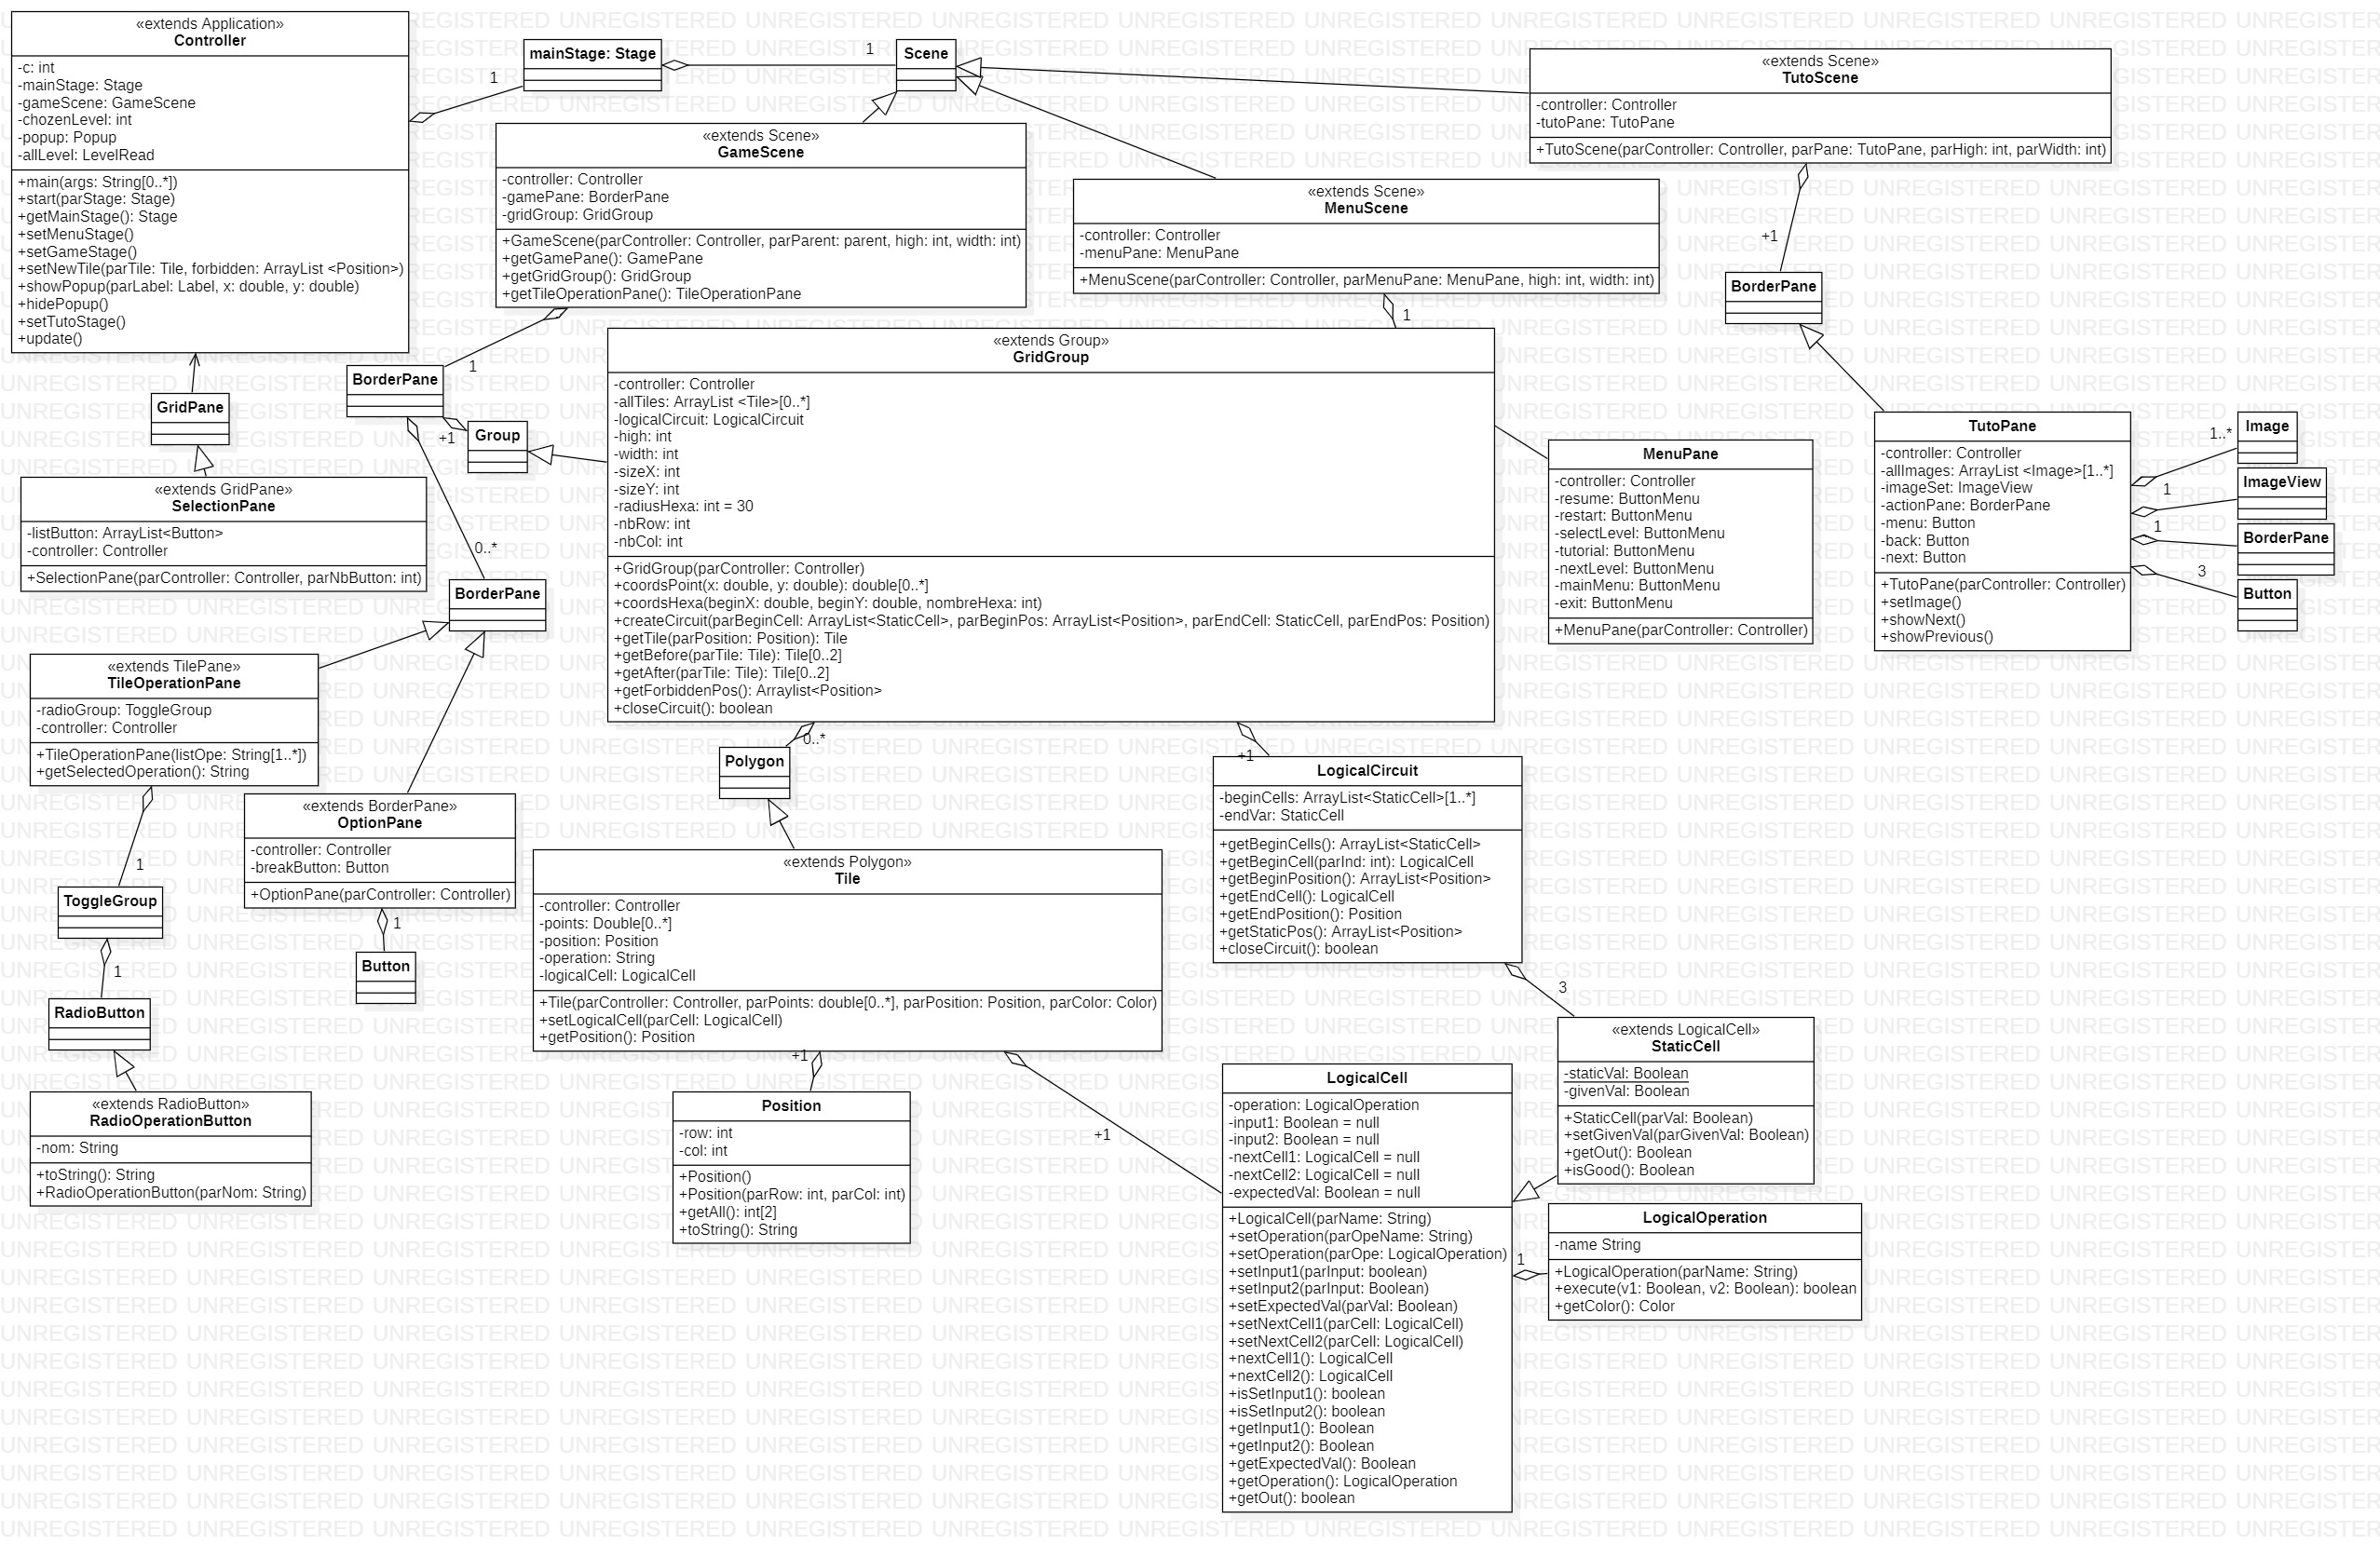 «extends Application»
Controller
-c: int
-mainStage: Stage
-gameScene: GameScene
-chozenLevel: int
-popup: Popup
-allLevel: LevelRead
+main(args: String[0..*])
+start(parStage: Stage)
+getMainStage(): Stage
+setMenuStage()
+setGameStage()
+setNewTile(parTile: Tile, forbidden: ArrayList <Position>)
+showPopup(parLabel: Label, x: double, y: double)
+hidePopup()
+setTutoStage()
+update()
1
mainStage: Stage
1
Scene
«extends Scene»
GameScene
-controller: Controller
-gamePane: BorderPane
-gridGroup: GridGroup
+GameScene(parController: Controller, parParent: parent, high: int, width: int)
+getGamePane(): GamePane
+getGridGroup(): GridGroup
+getTileOperationPane(): TileOperationPane
«extends Scene»
MenuScene
-controller: Controller
-menuPane: MenuPane
+MenuScene(parController: Controller, parMenuPane: MenuPane, high: int, width: int)
1
«extends Scene»
TutoScene
-controller: Controller
-tutoPane: TutoPane
+TutoScene(parController: Controller, parPane: TutoPane, parHigh: int, parWidth: int)
+1
BorderPane
GridPane
«extends GridPane»
SelectionPane
-listButton: ArrayList<Button>
-controller: Controller
+SelectionPane(parController: Controller, parNbButton: int)
1
BorderPane
+1
Group
0..*
BorderPane
«extends Group»
GridGroup
-controller: Controller
-allTiles: ArrayList <Tile>[0..*]
-logicalCircuit: LogicalCircuit
-high: int
-width: int
-sizeX: int
-sizeY: int
-radiusHexa: int = 30
-nbRow: int
-nbCol: int
+GridGroup(parController: Controller)
+coordsPoint(x: double, y: double): double[0..*]
+coordsHexa(beginX: double, beginY: double, nombreHexa: int)
+createCircuit(parBeginCell: ArrayList<StaticCell>, parBeginPos: ArrayList<Position>, parEndCell: StaticCell, parEndPos: Position)
+getTile(parPosition: Position): Tile
+getBefore(parTile: Tile): Tile[0..2]
+getAfter(parTile: Tile): Tile[0..2]
+getForbiddenPos(): Arraylist<Position>
+closeCircuit(): boolean
MenuPane
-controller: Controller
-resume: ButtonMenu
-restart: ButtonMenu
-selectLevel: ButtonMenu
-tutorial: ButtonMenu
-nextLevel: ButtonMenu
-mainMenu: ButtonMenu
-exit: ButtonMenu
+MenuPane(parController: Controller)
TutoPane
-controller: Controller
-allImages: ArrayList <Image>[1..*]
-imageSet: ImageView
-actionPane: BorderPane
-menu: Button
-back: Button
-next: Button
+TutoPane(parController: Controller)
+setImage()
+showNext()
+showPrevious()
1..*
Image
1
ImageView
1
BorderPane
3
Button
«extends TilePane»
TileOperationPane
-radioGroup: ToggleGroup
-controller: Controller
+TileOperationPane(listOpe: String[1..*])
+getSelectedOperation(): String
1
ToggleGroup
1
RadioButton
«extends RadioButton»
RadioOperationButton
-nom: String
+toString(): String
+RadioOperationButton(parNom: String)
«extends BorderPane»
OptionPane
-controller: Controller
-breakButton: Button
+OptionPane(parController: Controller)
1
Button
0..*
Polygon
«extends Polygon»
Tile
-controller: Controller
-points: Double[0..*]
-position: Position
-operation: String
-logicalCell: LogicalCell
+Tile(parController: Controller, parPoints: double[0..*], parPosition: Position, parColor: Color)
+setLogicalCell(parCell: LogicalCell)
+getPosition(): Position
+1
Position
-row: int
-col: int
+Position()
+Position(parRow: int, parCol: int)
+getAll(): int[2]
+toString(): String
+1
+1
LogicalCircuit
-beginCells: ArrayList<StaticCell>[1..*]
-endVar: StaticCell
+getBeginCells(): ArrayList<StaticCell>
+getBeginCell(parInd: int): LogicalCell
+getBeginPosition(): ArrayList<Position>
+getEndCell(): LogicalCell
+getEndPosition(): Position
+getStaticPos(): ArrayList<Position>
+closeCircuit(): boolean
3
«extends LogicalCell»
StaticCell
-staticVal: Boolean
-givenVal: Boolean
+StaticCell(parVal: Boolean)
+setGivenVal(parGivenVal: Boolean)
+getOut(): Boolean
+isGood(): Boolean
LogicalCell
-operation: LogicalOperation
-input1: Boolean = null
-input2: Boolean = null
-nextCell1: LogicalCell = null
-nextCell2: LogicalCell = null
-expectedVal: Boolean = null
+LogicalCell(parName: String)
+setOperation(parOpeName: String)
+setOperation(parOpe: LogicalOperation)
+setInput1(parInput: boolean)
+setInput2(parInput: Boolean)
+setExpectedVal(parVal: Boolean)
+setNextCell1(parCell: LogicalCell)
+setNextCell2(parCell: LogicalCell)
+nextCell1(): LogicalCell
+nextCell2(): LogicalCell
+isSetInput1(): boolean
+isSetInput2(): boolean
+getInput1(): Boolean
+getInput2(): Boolean
+getExpectedVal(): Boolean
+getOperation(): LogicalOperation
+getOut(): boolean
1
LogicalOperation
-name String
+LogicalOperation(parName: String)
+execute(v1: Boolean, v2: Boolean): boolean
+getColor(): Color
UNREGISTERED